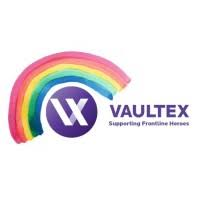 VAULTEX
Supporting Frontline Heroes